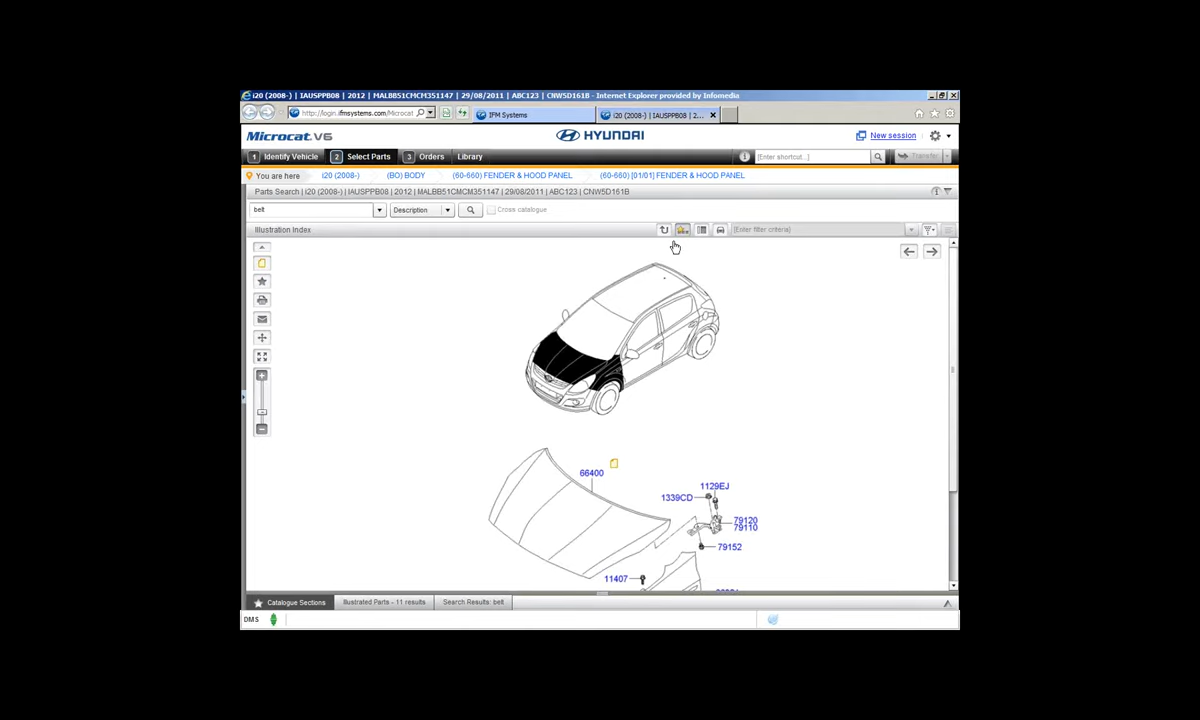 i20 (2008-) | IAUSPPB08 | 2012 | MALBB51CMCM351147 | 29/08/2011 | ABC123 | CNW5D161B - Internet Explorer provided by Infomedia
http://login.ifmsystems.com/Microcat
IFM Systems
i20 (2008-) | IAUSPPB08 | 2...
Microcat V6
HYUNDAI
New session
1 Identify Vehicle
2 Select Parts
3 Orders
Library
[Enter shortcut...]
Transfer
You are here
i20 (2008-)
(BO) BODY
(60-660) FENDER & HOOD PANEL
(60-660) [01/01] FENDER & HOOD PANEL
Parts Search | i20 (2008-) | IAUSPPB08 | 2012 | MALBB51CMCM351147 | 29/08/2011 | ABC123 | CNW5D161B
belt
Description
Cross catalogue
Illustration Index
[Enter filter criteria]
66400
1129EJ
1339CD
79120
79110
79152
11407
Catalogue Sections
Illustrated Parts - 11 results
Search Results: belt
DMS